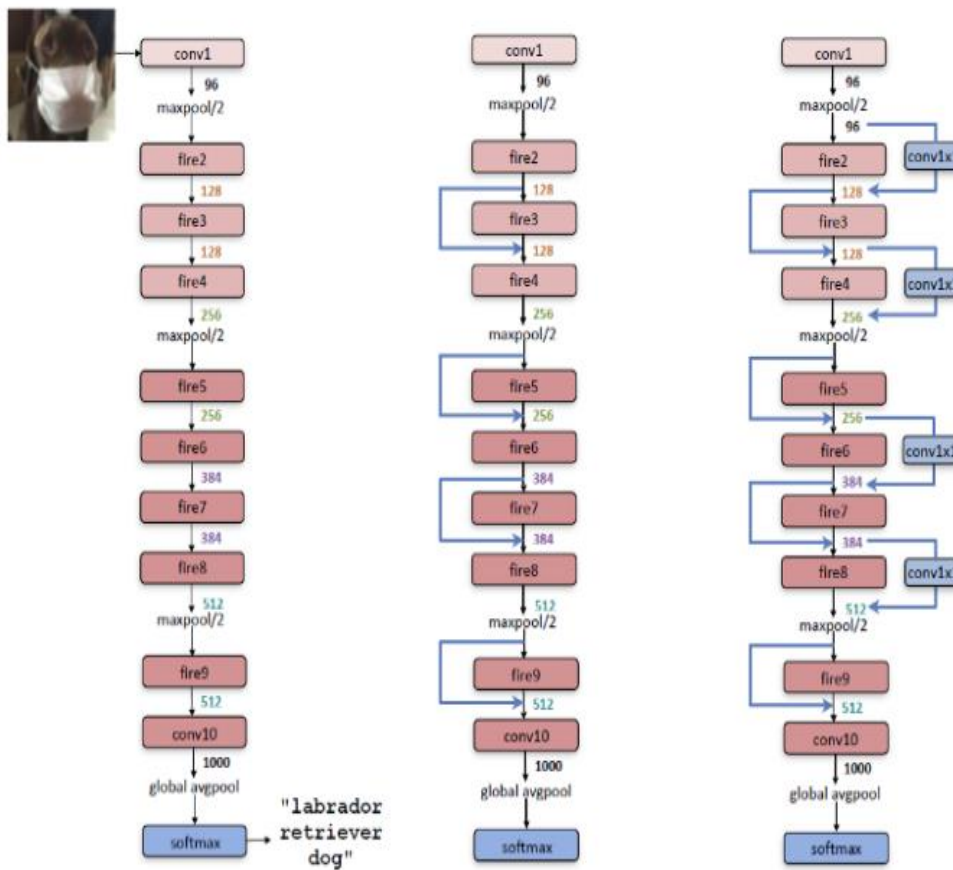 conv1
96
maxpool/2
fire2
128
fire3
128
fire4
256
maxpool/2
fire5
256
fire6
384
fire7
384
fire8
512
maxpool/2
fire9
512
conv10
1000
global avgpool
softmax
"labrador
retriever
dog"
conv1
96
maxpool/2
fire2
128
fire3
128
fire4
256
maxpool/2
fire5
256
fire6
384
fire7
384
fire8
512
maxpool/2
fire9
512
conv10
1000
global avgpool
softmax
conv1
96
maxpool/2
96
fire2
conv1x
128
fire3
128
fire4
conv1x
256
maxpool/2
fire5
256
fire6
conv1x1
384
fire7
384
fire8
conv1x
512
maxpool/2
fire9
512
conv10
1000
global avgpool
softmax